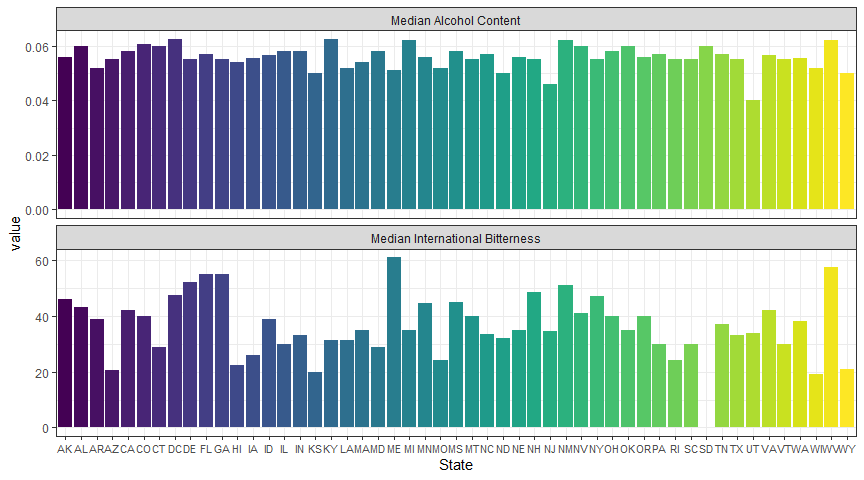 Median Alcohol Content
0.06
0.04
0.02
0.00
value
Median International Bitterness
60
40
20
0
AK AL AR AZ CA CO CT DC DE FL GA HI IA ID IL IN KS KY LA MA MD ME MI MN MO MS MT NC ND NE NH NJ NM NV NY OH OK OR PA RI SC SD TN TX UT VA VT WA WI WV WY
State